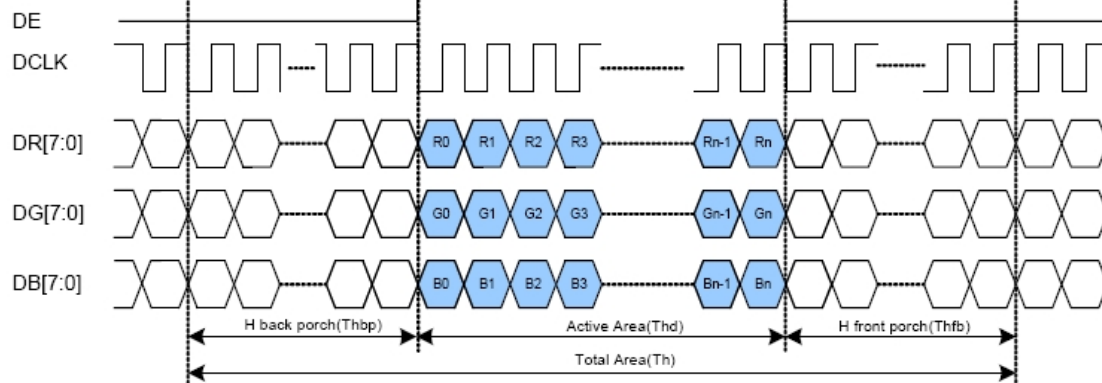 DE
DCLK
DR[7:0] R0 R1 R2 R3 Rn-1 Rn
DG[7:0] G0 G1 G2 G3 Gn-1 Gn
DB[7:0] B0 B1 B2 B3 Bn-1 Bn
H back porch(Thbp) Active Area(Thd) H front porch(Thfb)
Total Area(Th)